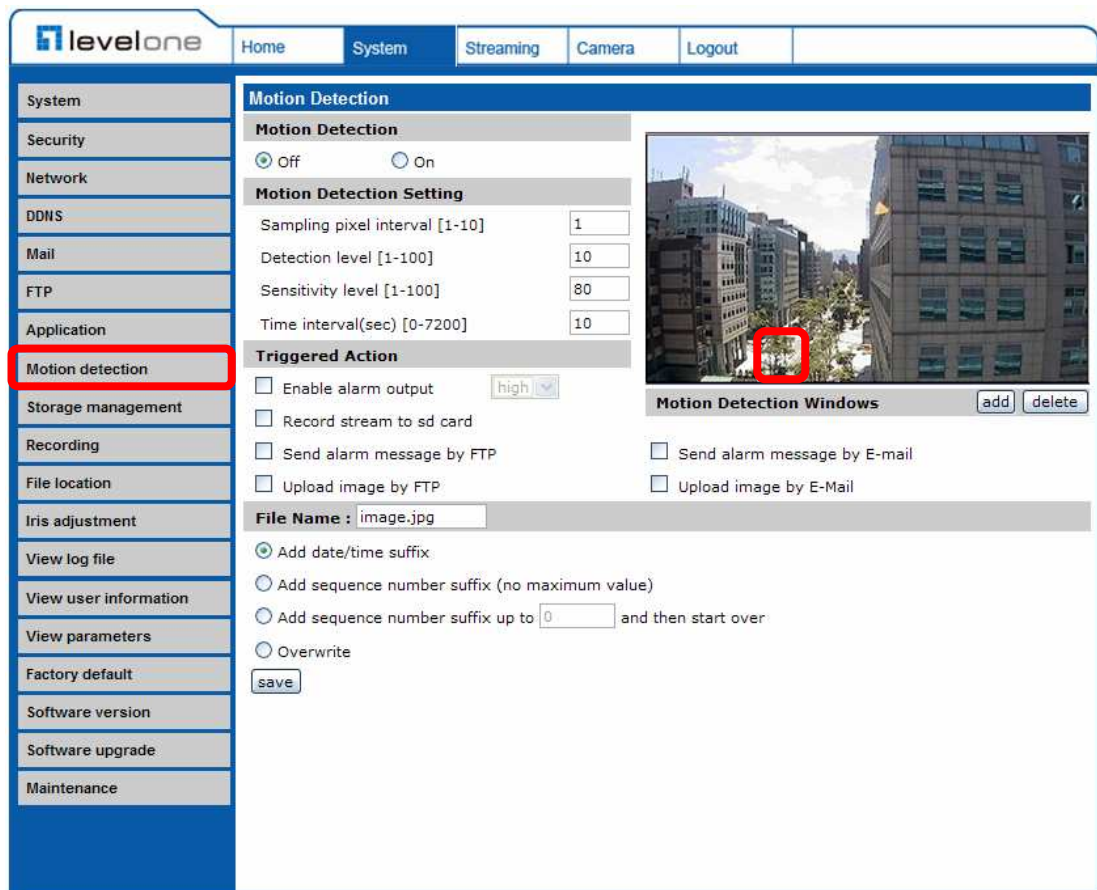 levelone
Home System Streaming Camera Logout
System
Security
Network
DDNS
Mail
FTP
Application
Motion detection
Storage management
Recording
File location
Iris adjustment
View log file
View user information
View parameters
Factory default
Software version
Software upgrade
Maintenance
Motion Detection
Motion Detection
Off On
Motion Detection Setting
Sampling pixel interval [1-10] 1
Detection level [1-100] 10
Sensitivity level [1-100] 80
Time interval(sec) [0-7200] 10
Motion Detection Windows add delete
Triggered Action
Enable alarm output high
Record stream to sd card
Send alarm message by FTP Send alarm message by E-mail
Upload image by FTP Upload image by E-Mail
File Name : image.jpg
Add date/time suffix
Add sequence number suffix (no maximum value)
Add sequence number suffix up to 0 and then start over
Overwrite
save